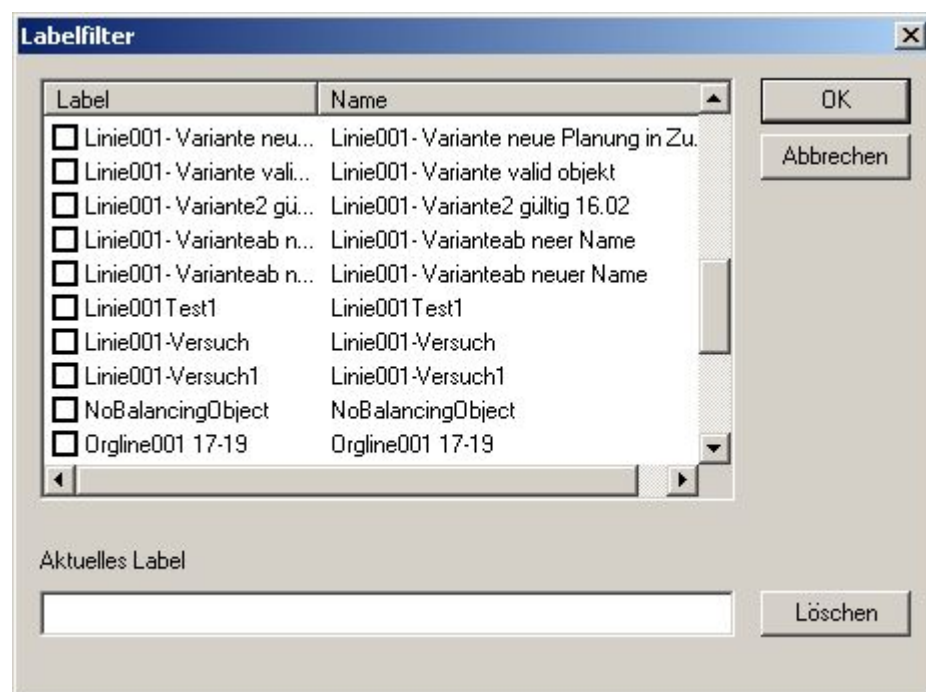 Labelfilter
Label Name OK
Linie001- Variante neu... Linie001- Variante neue Planung in Zu.
Linie001- Variante vali... Linie001- Variante valid objekt Abbrechen
Linie001- Variante2 gü... Linie001- Variante2 gültig 16.02
Linie001- Varianteab n... Linie001- Varianteab neer Name
Linie001- Varianteab n... Linie001- Varianteab neuer Name
Linie001Test1 Linie001Test1
Linie001-Versuch Linie001-Versuch
Linie001-Versuch1 Linie001-Versuch1
NoBalancingObject NoBalancingObject
Orgline001 17-19 Orgline001 17-19
Aktuelles Label
Löschen